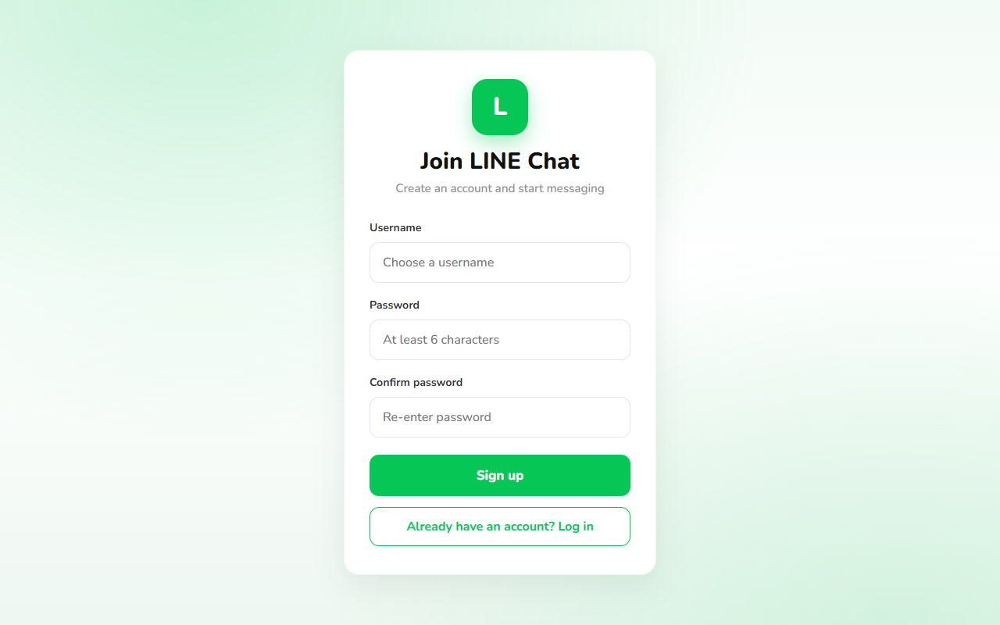 L
Join LINE Chat
Create an account and start messaging
Username
Choose a username
Password
At least 6 characters
Confirm password
Re-enter password
Sign up
Already have an account? Log in